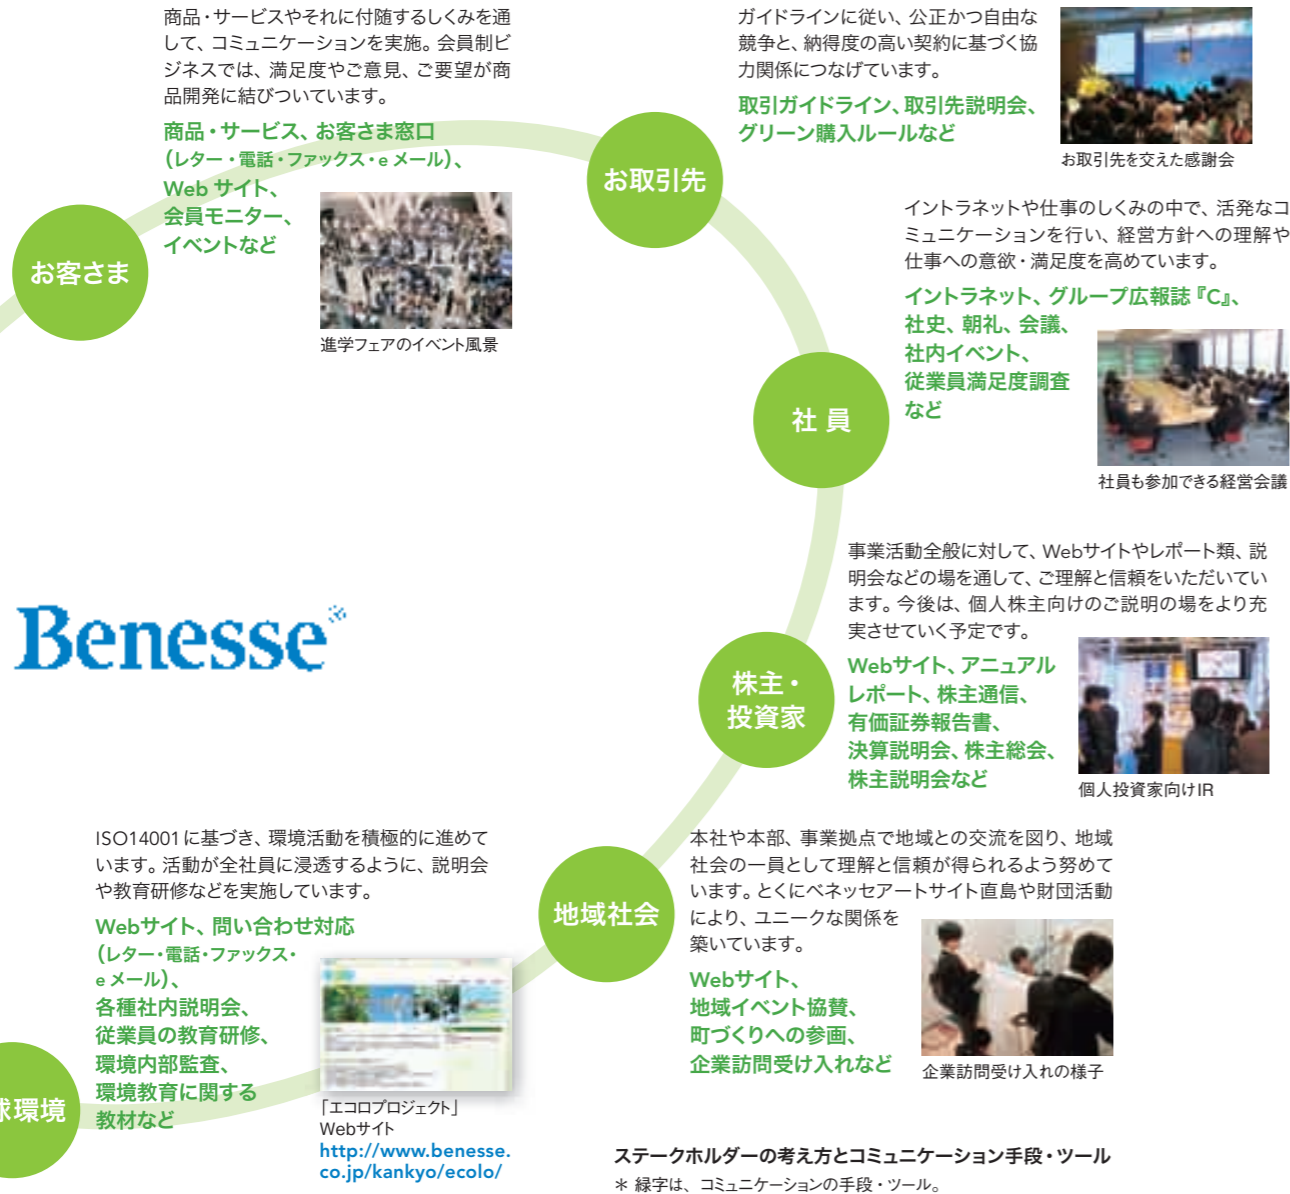 商品・サービスやそれに付随するしくみを通
して、コミュニケーションを実施。会員制ビ
ジネスでは、満足度やご意見、ご要望が商
品開発に結びついています。
商品・サービス、お客さま窓口
（レター・電話・ファックス・e メール）、
Web サイト、
会員モニター、
イベントなど
進学フェアのイベント風景
お客さま
お取引先
ガイドラインに従い、公正かつ自由な
競争と、納得度の高い契約に基づく協
力関係につなげています。
取引ガイドライン、取引先説明会、
グリーン購入ルールなど
お取引先を交えた感謝会
社 員
イントラネットや仕事のしくみの中で、活発なコ
ミュニケーションを行い、経営方針への理解や
仕事への意欲・満足度を高めています。
イントラネット、グループ広報誌『C』、
社史、朝礼、会議、
社内イベント、
従業員満足度調査
など
社員も参加できる経営会議
Benesse®
株主・
投資家
事業活動全般に対して、Webサイトやレポート類、説
明会などの場を通して、ご理解と信頼をいただいてい
ます。今後は、個人株主向けのご説明の場をより充
実させていく予定です。
Webサイト、アニュアル
レポート、株主通信、
有価証券報告書、
決算説明会、株主総会、
株主説明会など
個人投資家向けIR
地域社会
本社や本部、事業拠点で地域との交流を図り、地域
社会の一員として理解と信頼が得られるよう努めて
います。とくにベネッセアートサイト直島や財団活動
により、ユニークな関係を
築いています。
Webサイト、
地域イベント協賛、
町づくりへの参画、
企業訪問受け入れなど
企業訪問受け入れの様子
球環境
ISO14001に基づき、環境活動を積極的に進めて
います。活動が全社員に浸透するように、説明会
や教育研修などを実施しています。
Webサイト、問い合わせ対応
（レター・電話・ファックス・
e メール）、
各種社内説明会、
従業員の教育研修、
環境内部監査、
環境教育に関する
教材など
「エコロプロジェクト」
Webサイト
http://www.benesse.
co.jp/kankyo/ecolo/
ステークホルダーの考え方とコミュニケーション手段・ツール
＊ 緑字は、コミュニケーションの手段・ツール。